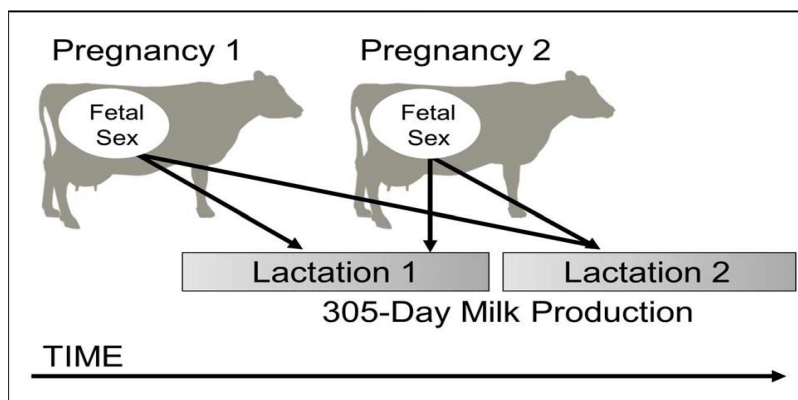 Pregnancy 1
Pregnancy 2
Fetal
Sex
Fetal
Sex
Lactation 1
Lactation 2
305-Day Milk Production
TIME